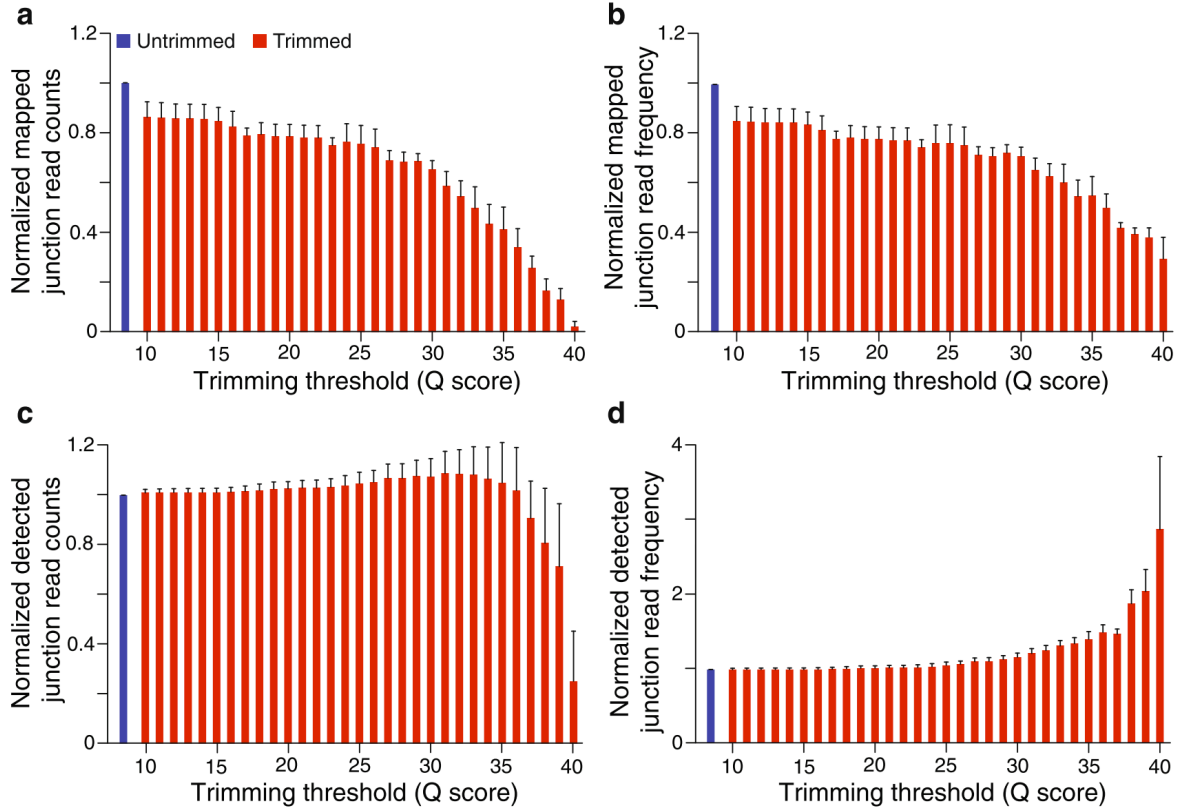 a
1.2
Untrimmed Trimmed
0.8
0.4
0
Normalized mapped
junction read counts
10 15 20 25 30 35 40
Trimming threshold (Q score)
b
1.2
0.8
0.4
0
Normalized mapped
junction read frequency
10 15 20 25 30 35 40
Trimming threshold (Q score)
c
1.2
0.8
0.4
0
Normalized detected
junction read counts
10 15 20 25 30 35 40
Trimming threshold (Q score)
d
4
2
0
Normalized detected
junction read frequency
10 15 20 25 30 35 40
Trimming threshold (Q score)